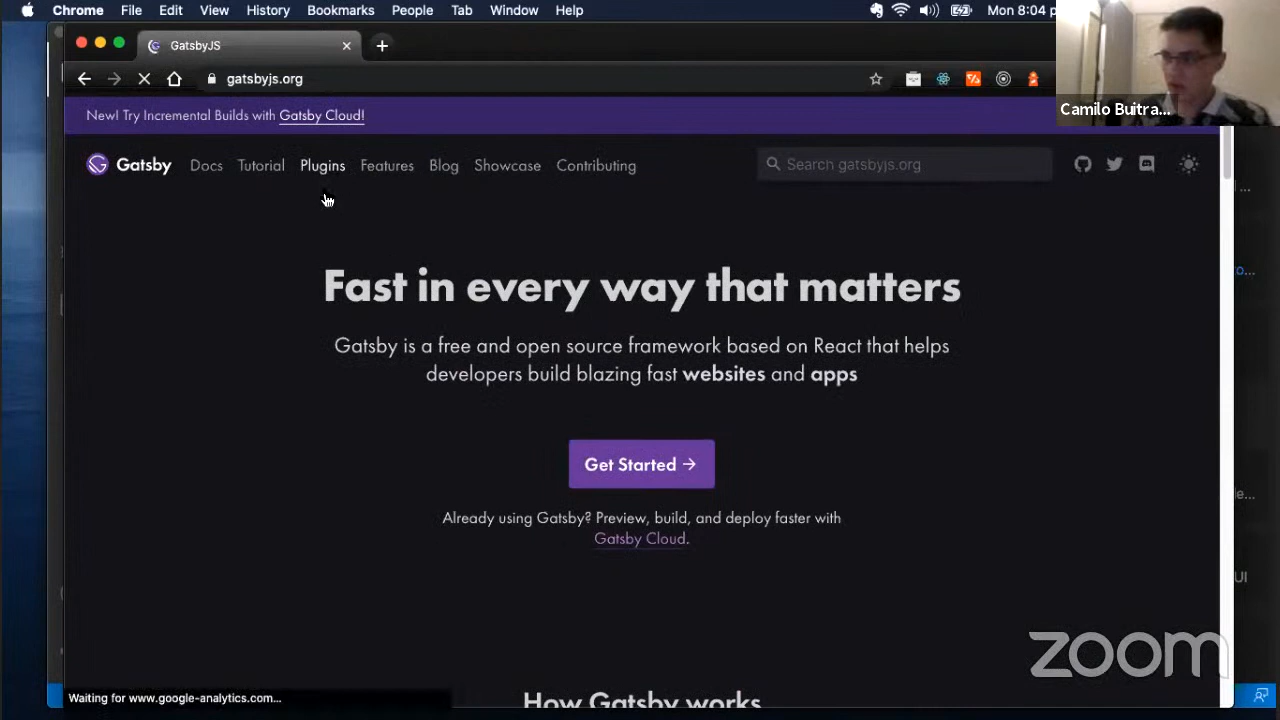 Chrome File Edit View History Bookmarks People Tab Window Help Mon 8:04 p
GatsbyJS
gatsbyjs.org
Camilo Buitra...
New! Try Incremental Builds with Gatsby Cloud!
Gatsby Docs Tutorial Plugins Features Blog Showcase Contributing Search gatsbyjs.org
Fast in every way that matters
Gatsby is a free and open source framework based on React that helps
developers build blazing fast websites and apps
Get Started →
Already using Gatsby? Preview, build, and deploy faster with
Gatsby Cloud.
zoom
Waiting for www.google-analytics.com...
How Gatsby works
UI